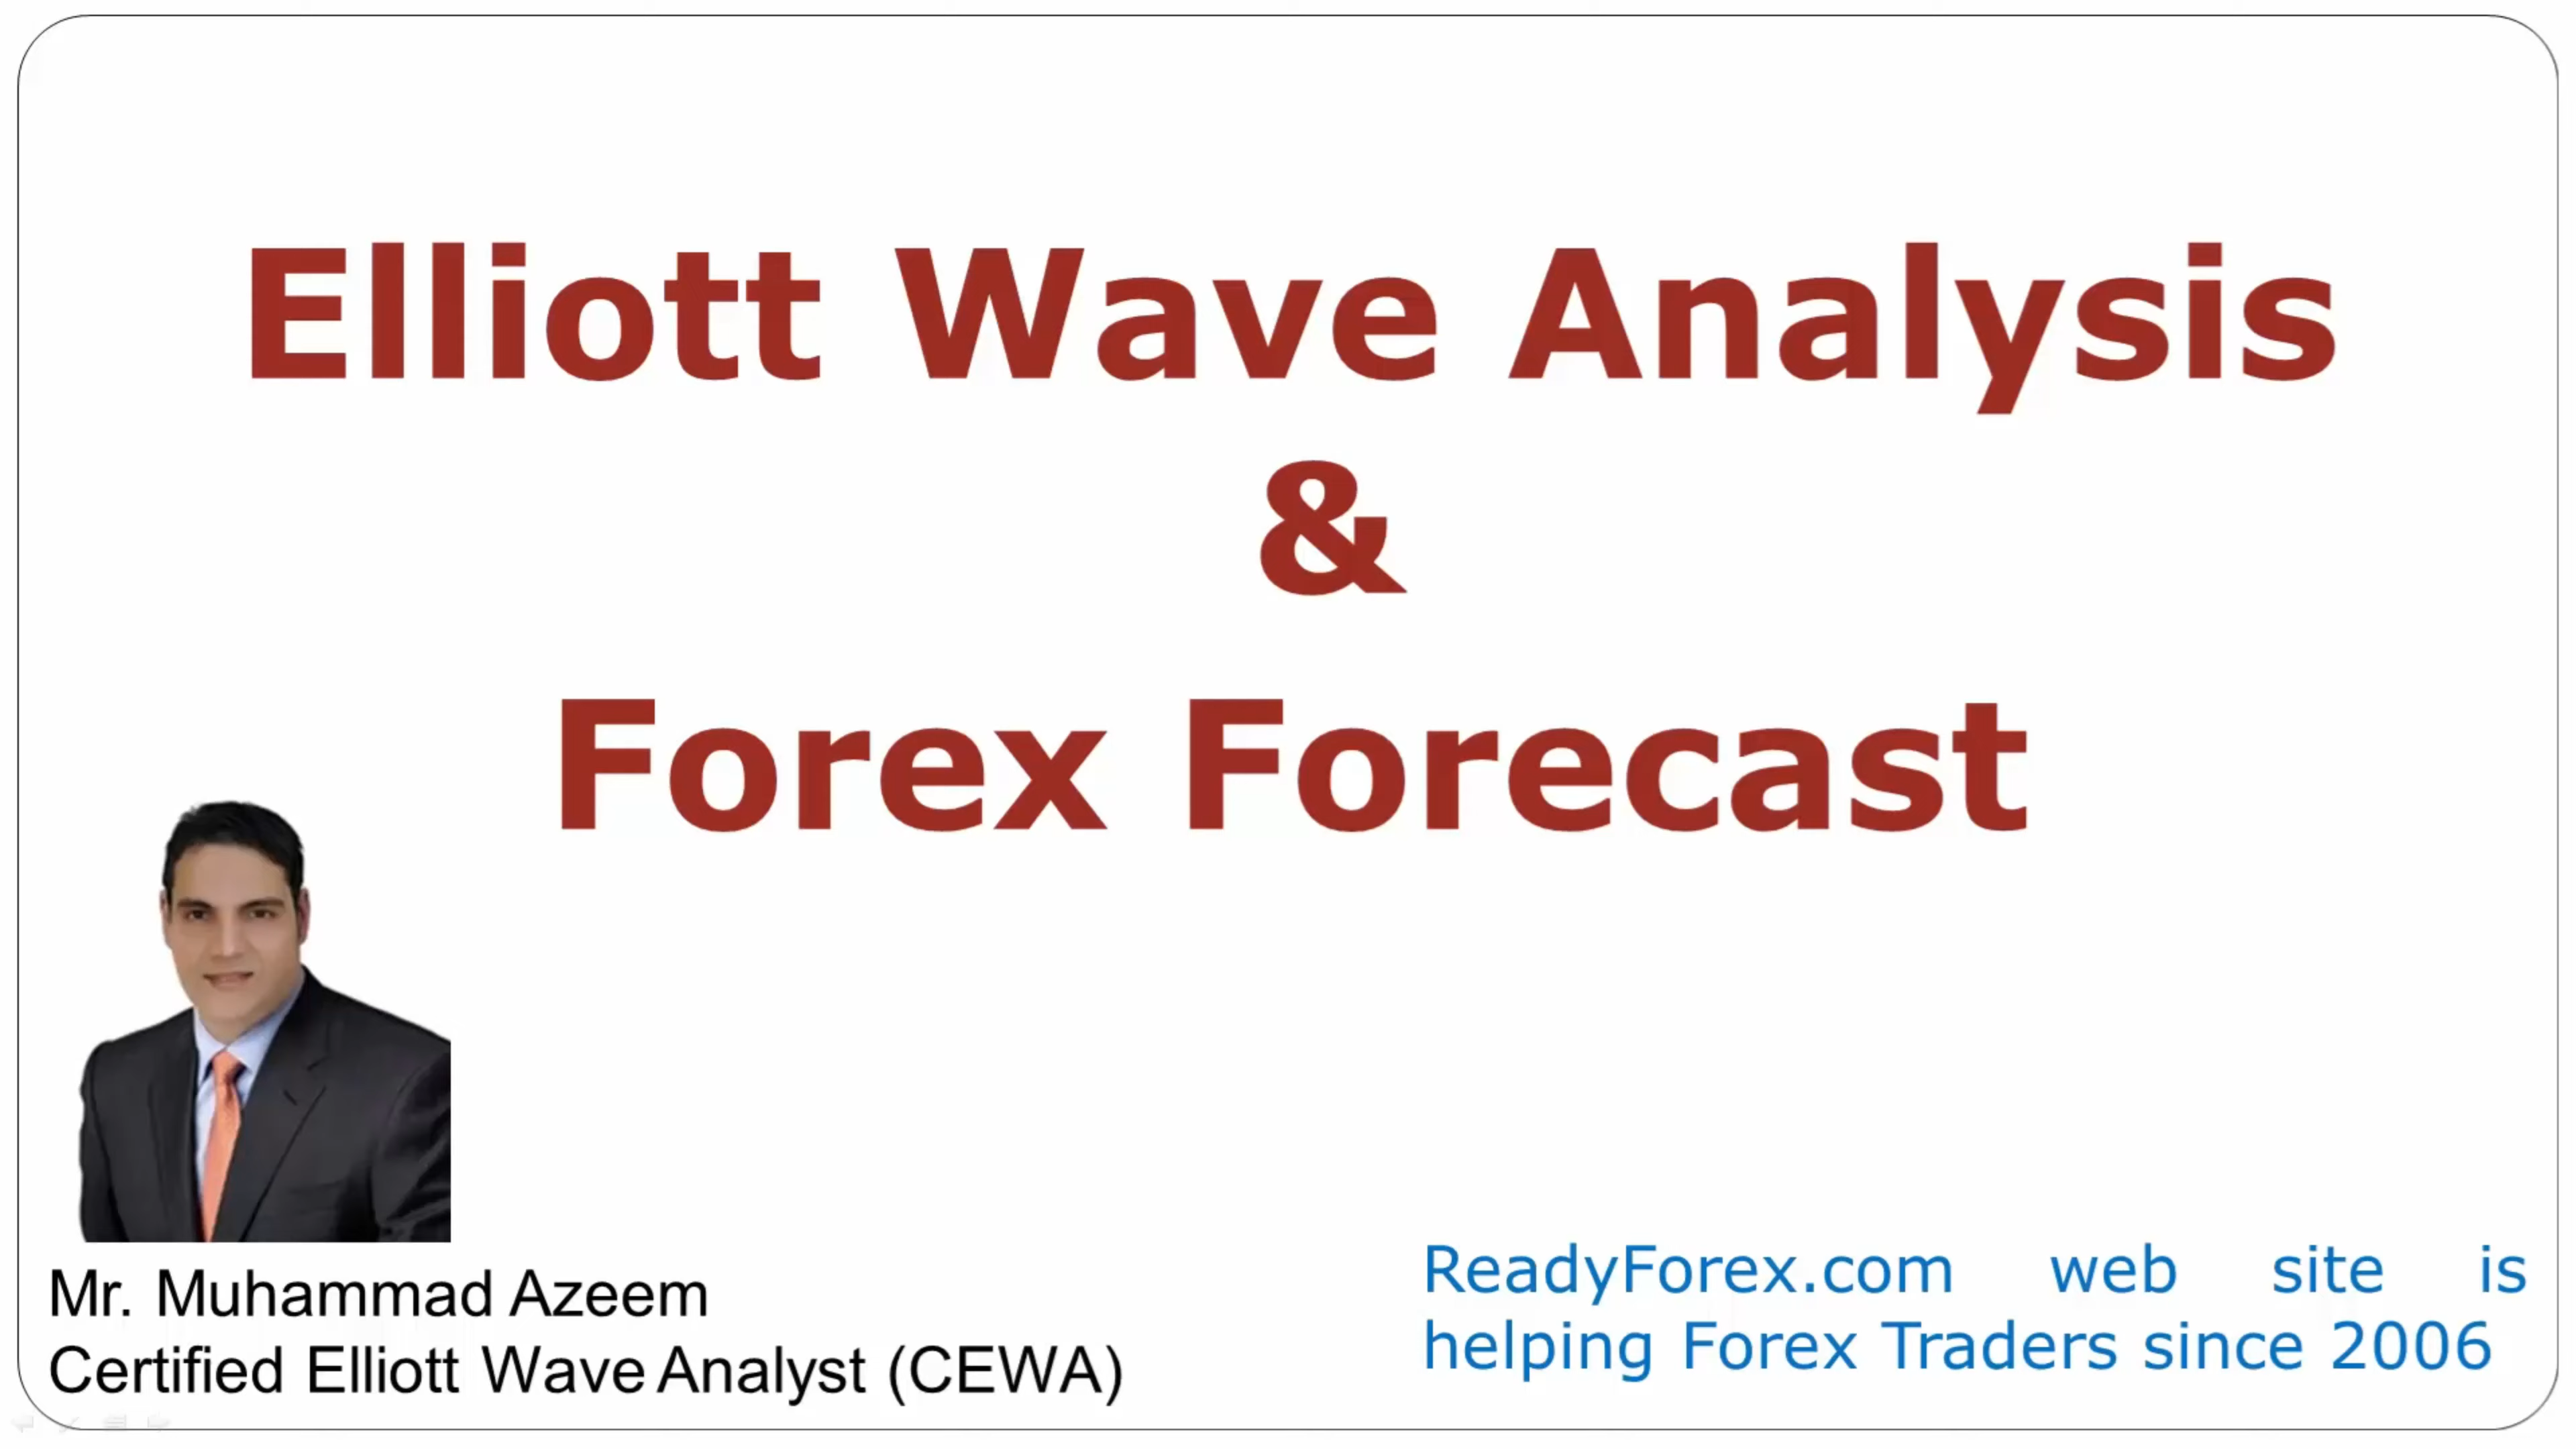 Elliott Wave Analysis
&
Forex Forecast
Mr. Muhammad Azeem
Certified Elliott Wave Analyst (CEWA)
ReadyForex.com web site is
helping Forex Traders since 2006